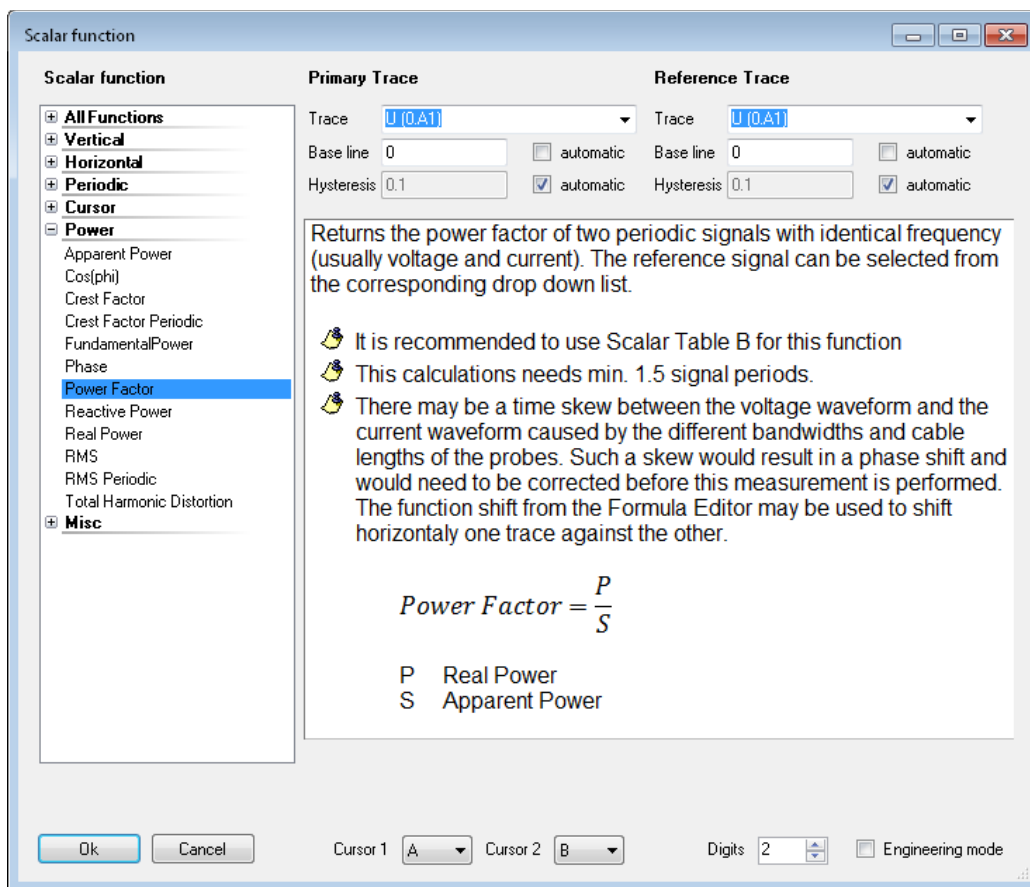 Scalar function
Scalar function
Primary Trace
Reference Trace
All Functions
Vertical
Horizontal
Periodic
Cursor
Power
Apparent Power
Cos(phi)
Crest Factor
Crest Factor Periodic
FundamentalPower
Phase
Power Factor
Reactive Power
Real Power
RMS
RMS Periodic
Total Harmonic Distortion
Misc
Trace U (0.A1)
Base line 0 automatic
Hysteresis 0.1 automatic
Trace U (0.A1)
Base line 0 automatic
Hysteresis 0.1 automatic
Returns the power factor of two periodic signals with identical frequency
(usually voltage and current). The reference signal can be selected from
the corresponding drop down list.
It is recommended to use Scalar Table B for this function
This calculations needs min. 1.5 signal periods.
There may be a time skew between the voltage waveform and the
current waveform caused by the different bandwidths and cable
lengths of the probes. Such a skew would result in a phase shift and
would need to be corrected before this measurement is performed.
The function shift from the Formula Editor may be used to shift
horizontaly one trace against the other.
Power Factor = P/S
P Real Power
S Apparent Power
Ok Cancel Cursor 1 A Cursor 2 B Digits 2 Engineering mode